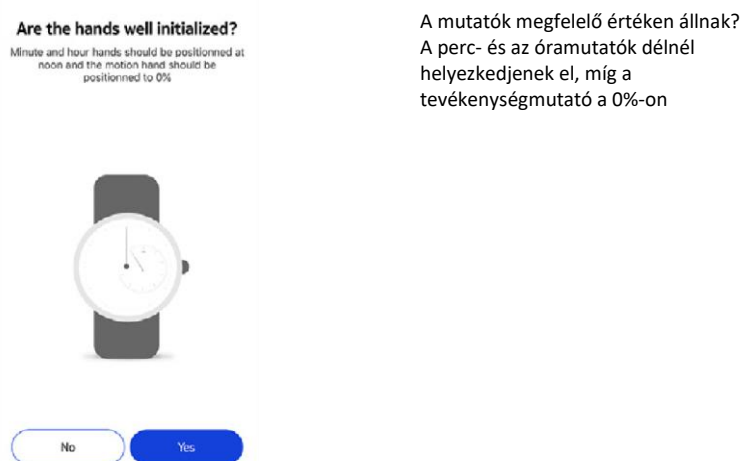 Are the hands well initialized?
Minute and hour hands should be positionned at
noon and the motion hand should be
positionned to 0%
No
Yes
A mutatók megfelelő értéken állnak?
A perc- és az óramutatók délnél
helyezkedjenek el, míg a
tevékenységmutató a 0%-on